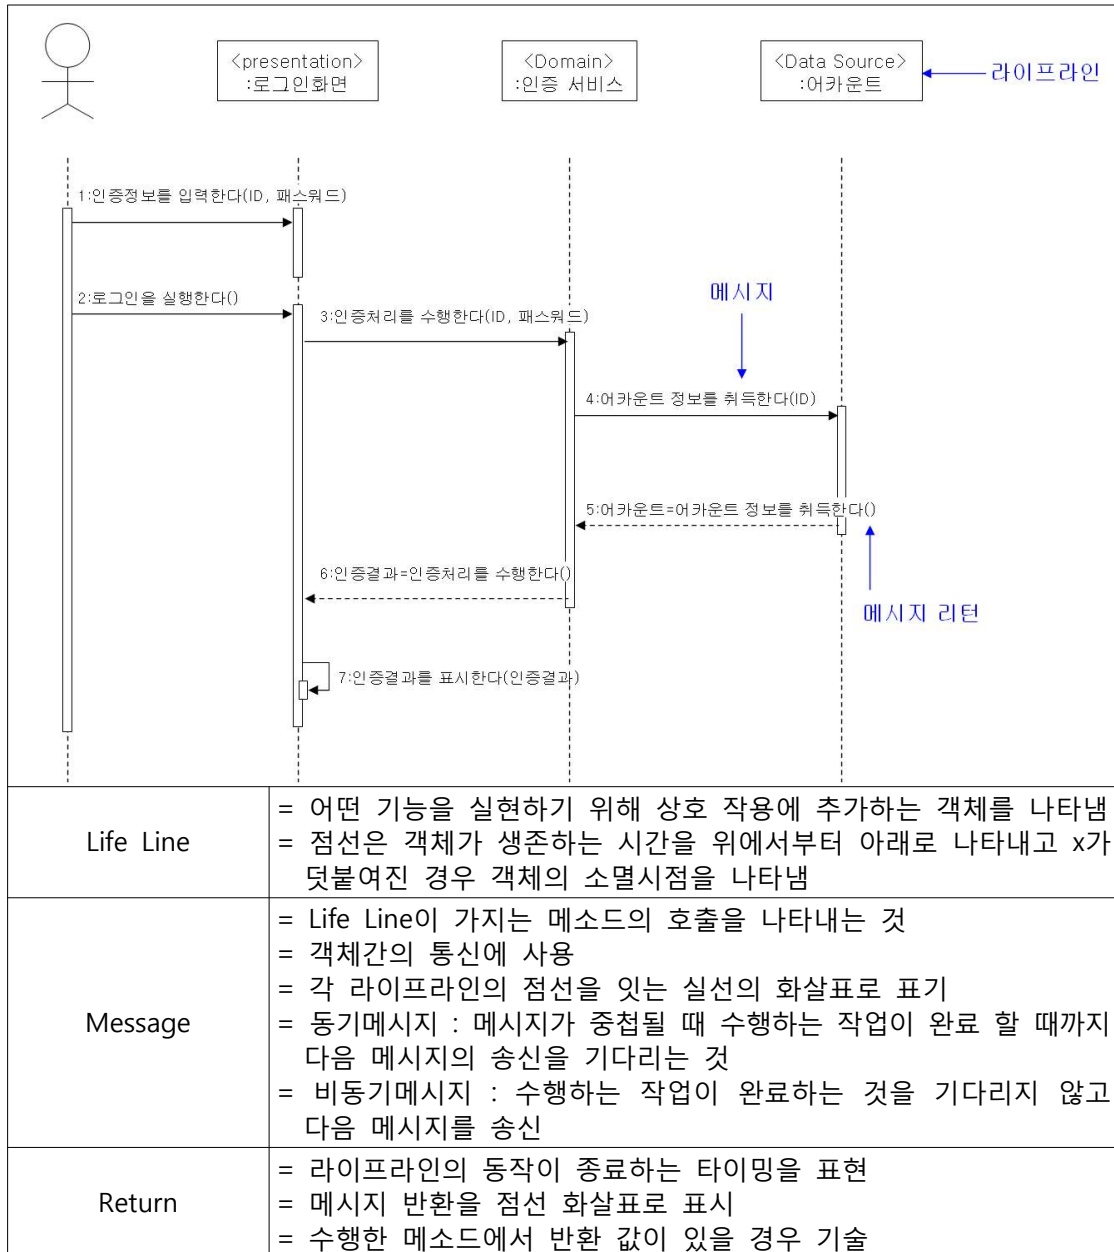 <presentation>
:로그인화면
<Domain>
:인증 서비스
<Data Source>
:어카운트
라이프라인
1:인증정보를 입력한다(ID, 패스워드)
2:로그인을 실행한다()
메시지
3:인증처리를 수행한다(ID, 패스워드)
4:어카운트 정보를 취득한다(ID)
5:어카운트=어카운트 정보를 취득한다()
6:인증결과=인증처리를 수행한다()
메시지 리턴
7:인증결과를 표시한다(인증결과)
Life Line
= 어떤 기능을 실현하기 위해 상호 작용에 추가하는 객체를 나타냄
= 점선은 객체가 생존하는 시간을 위에서부터 아래로 나타내고 x가
덧붙여진 경우 객체의 소멸시점을 나타냄
Message
= Life Line이 가지는 메소드의 호출을 나타내는 것
= 객체간의 통신에 사용
= 각 라이프라인의 점선을 잇는 실선의 화살표로 표기
= 동기메시지 : 메시지가 중첩될 때 수행하는 작업이 완료 할 때까지
다음 메시지의 송신을 기다리는 것
= 비동기메시지 : 수행하는 작업이 완료하는 것을 기다리지 않고
다음 메시지를 송신
Return
= 라이프라인의 동작이 종료하는 타이밍을 표현
= 메시지 반환을 점선 화살표로 표시
= 수행한 메소드에서 반환 값이 있을 경우 기술